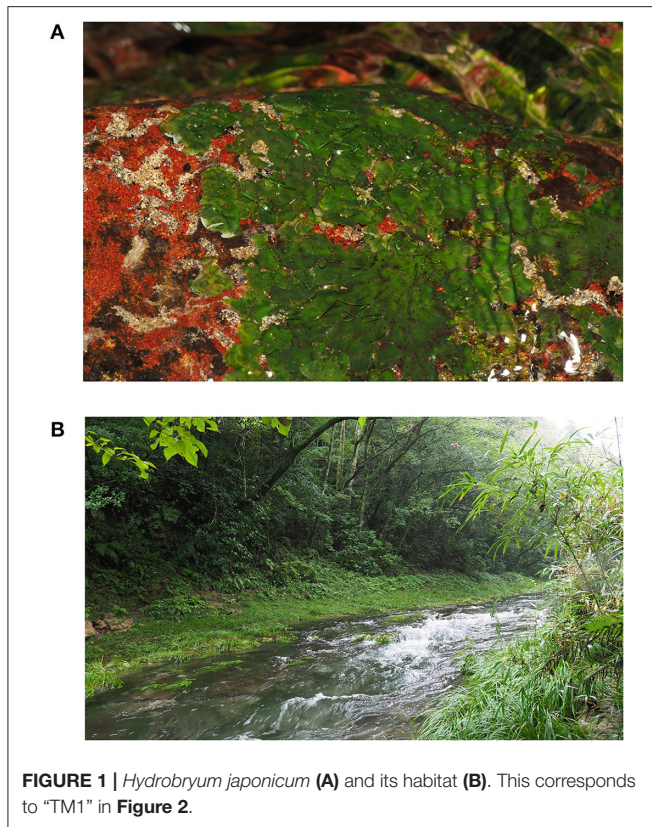 A
B
FIGURE 1 | Hydrobryum japonicum (A) and its habitat (B). This corresponds
to “TM1” in Figure 2.